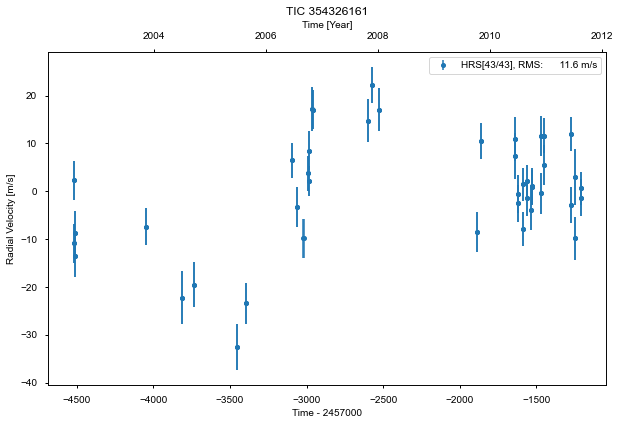 TIC 354326161
Time [Year]
2004 2006 2008 2010 2012
HRS[43/43], RMS: 11.6 m/s
20
10
0
−10
−20
−30
−40
Radial Velocity [m/s]
−4500 −4000 −3500 −3000 −2500 −2000 −1500
Time - 2457000